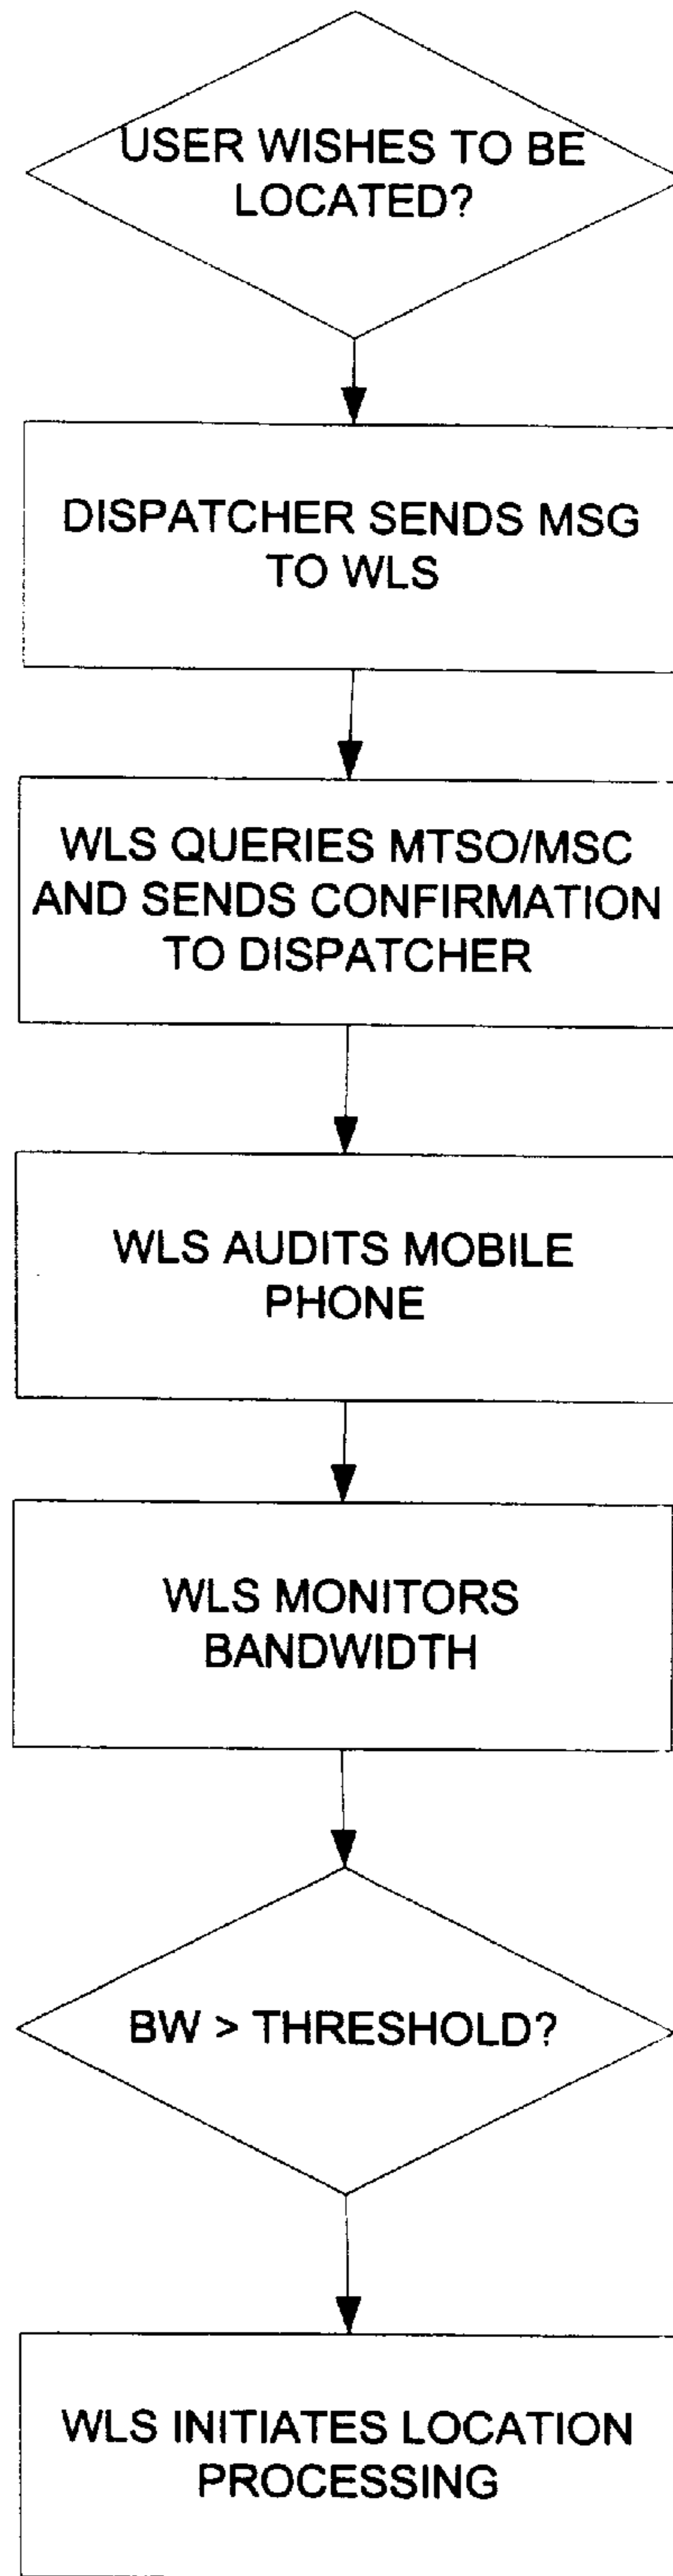 USER WISHES TO BE
LOCATED?
DISPATCHER SENDS MSG
TO WLS
WLS QUERIES MTSO/MSC
AND SENDS CONFIRMATION
TO DISPATCHER
WLS AUDITS MOBILE
PHONE
WLS MONITORS
BANDWIDTH
BW > THRESHOLD?
WLS INITIATES LOCATION
PROCESSING